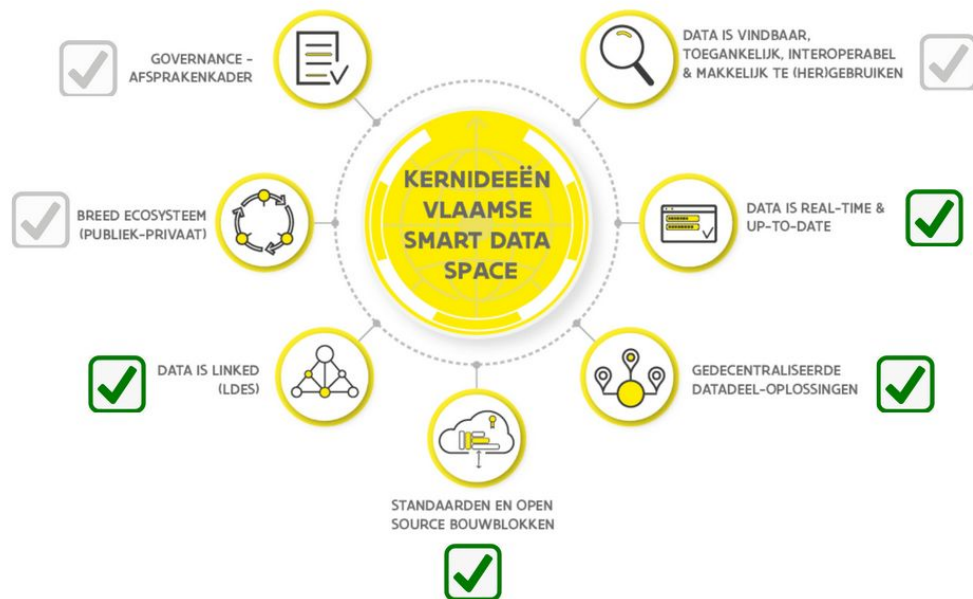 GOVERNANCE -
AFSPRAKENKADER
DATA IS VINDBAAR,
TOEGANKELIJK, INTEROPERABEL
& MAKKELIJK TE (HER)GEBRUIKEN
KERNIDEEËN
VLAAMSE
SMART DATA
SPACE
BREED ECOSYSTEEM
(PUBLIEK-PRIVAAT)
DATA IS REAL-TIME &
UP-TO-DATE
DATA IS LINKED
(LDES)
GEDECENTRALISEERDE
DATADEEL-OPLOSSINGEN
STANDAARDEN EN OPEN
SOURCE BOUWBLOKKEN